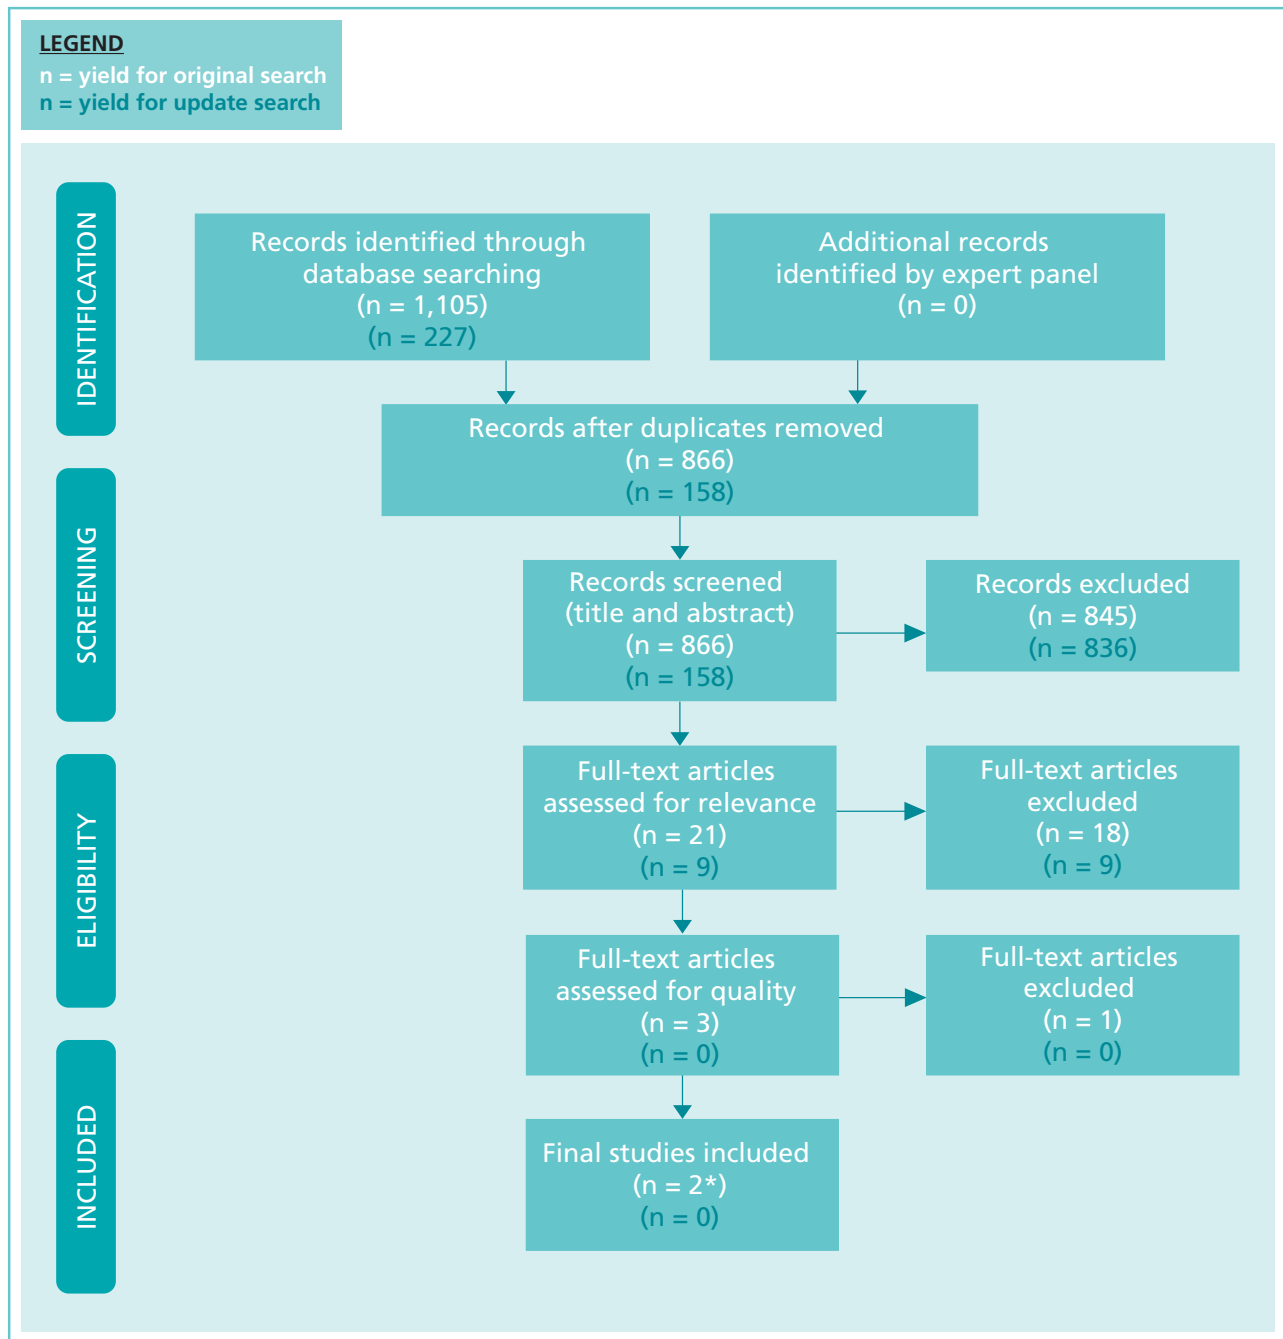 LEGEND
n = yield for original search
n = yield for update search
IDENTIFICATION
Records identified through
database searching
(n = 1,105)
(n = 227)
Additional records
identified by expert panel
(n = 0)
Records after duplicates removed
(n = 866)
(n = 158)
SCREENING
Records screened
(title and abstract)
(n = 866)
(n = 158)
Records excluded
(n = 845)
(n = 836)
ELIGIBILITY
Full-text articles
assessed for relevance
(n = 21)
(n = 9)
Full-text articles
excluded
(n = 18)
(n = 9)
Full-text articles
assessed for quality
(n = 3)
(n = 0)
Full-text articles
excluded
(n = 1)
(n = 0)
INCLUDED
Final studies included
(n = 2*)
(n = 0)